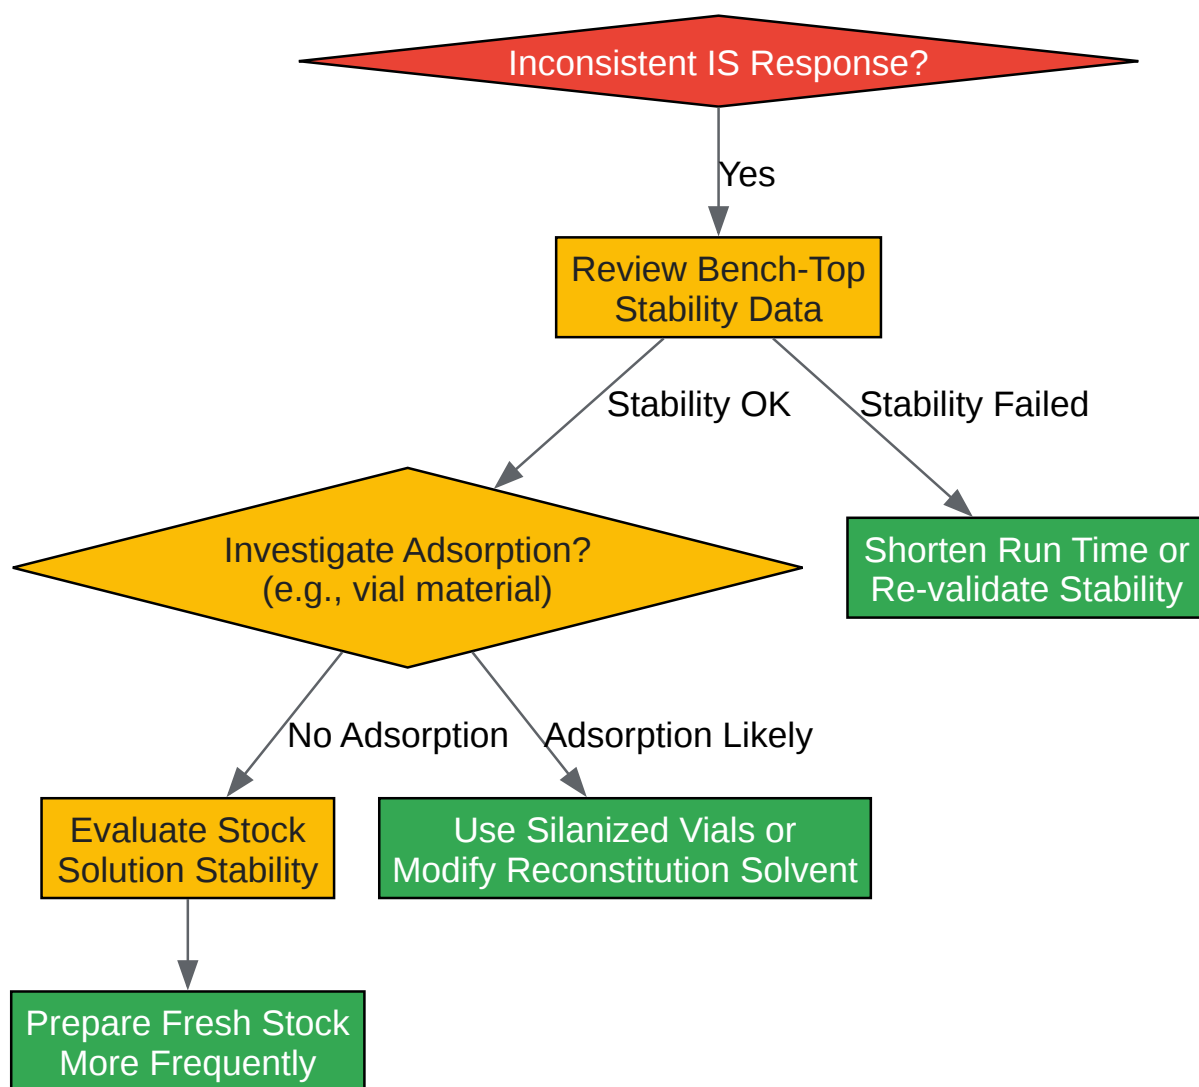 Inconsistent IS Response?
Yes
Review Bench-Top
Stability Data
Stability OK
Stability Failed
Investigate Adsorption?
(e.g., vial material)
Shorten Run Time or
Re-validate Stability
No Adsorption
Adsorption Likely
Evaluate Stock
Solution Stability
Use Silanized Vials or
Modify Reconstitution Solvent
Prepare Fresh Stock
More Frequently